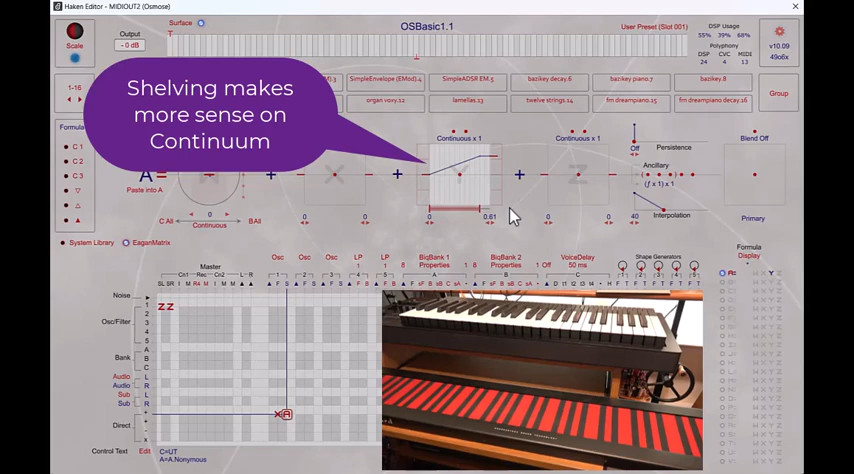 Haken Editor - MIDIOUT2 (Osmose)
Surface
OSBasic1.1
User Preset (Slot 001)
Output
- 0 dB
DSP Usage
55% 39% 68%
Polyphony
DSP CVC MIDI
24 4 13
v10.09
49o6x
Scale
1-16
SimpleEnvelope (EMod).4
SimpleADSR EM.5
bazikey decay.6
bazikey piano.7
bazikey.8
organ voxy.12
lamellas.13
twelve strings.14
fm dreampiano.15
fm dreampiano decay.16
Group
Shelving makes
more sense on
Continuum
Formula
C 1
C 2
C 3
A=
Paste into A
+
X
+
Continuous x 1
Y
+
Continuous x 1
Z
Off
Persistence
Ancillary
(ƒ x 1) x 1
Interpolation
Blend Off
Primary
C All
0
Continuous
B All
0
0
0
0.61
0
0
40
System Library
EaganMatrix
Master
Osc Osc Osc LP LP
BiqBank 1
Properties
BiqBank 2
Properties
VoiceDelay
50 ms
Shape Generators
Formula
Display
Noise
Osc/Filter
Bank
Audio
Audio
Sub
Sub
Direct
ZZ
XA
Control Text
Edit
C=UT
A=A.Nonymous